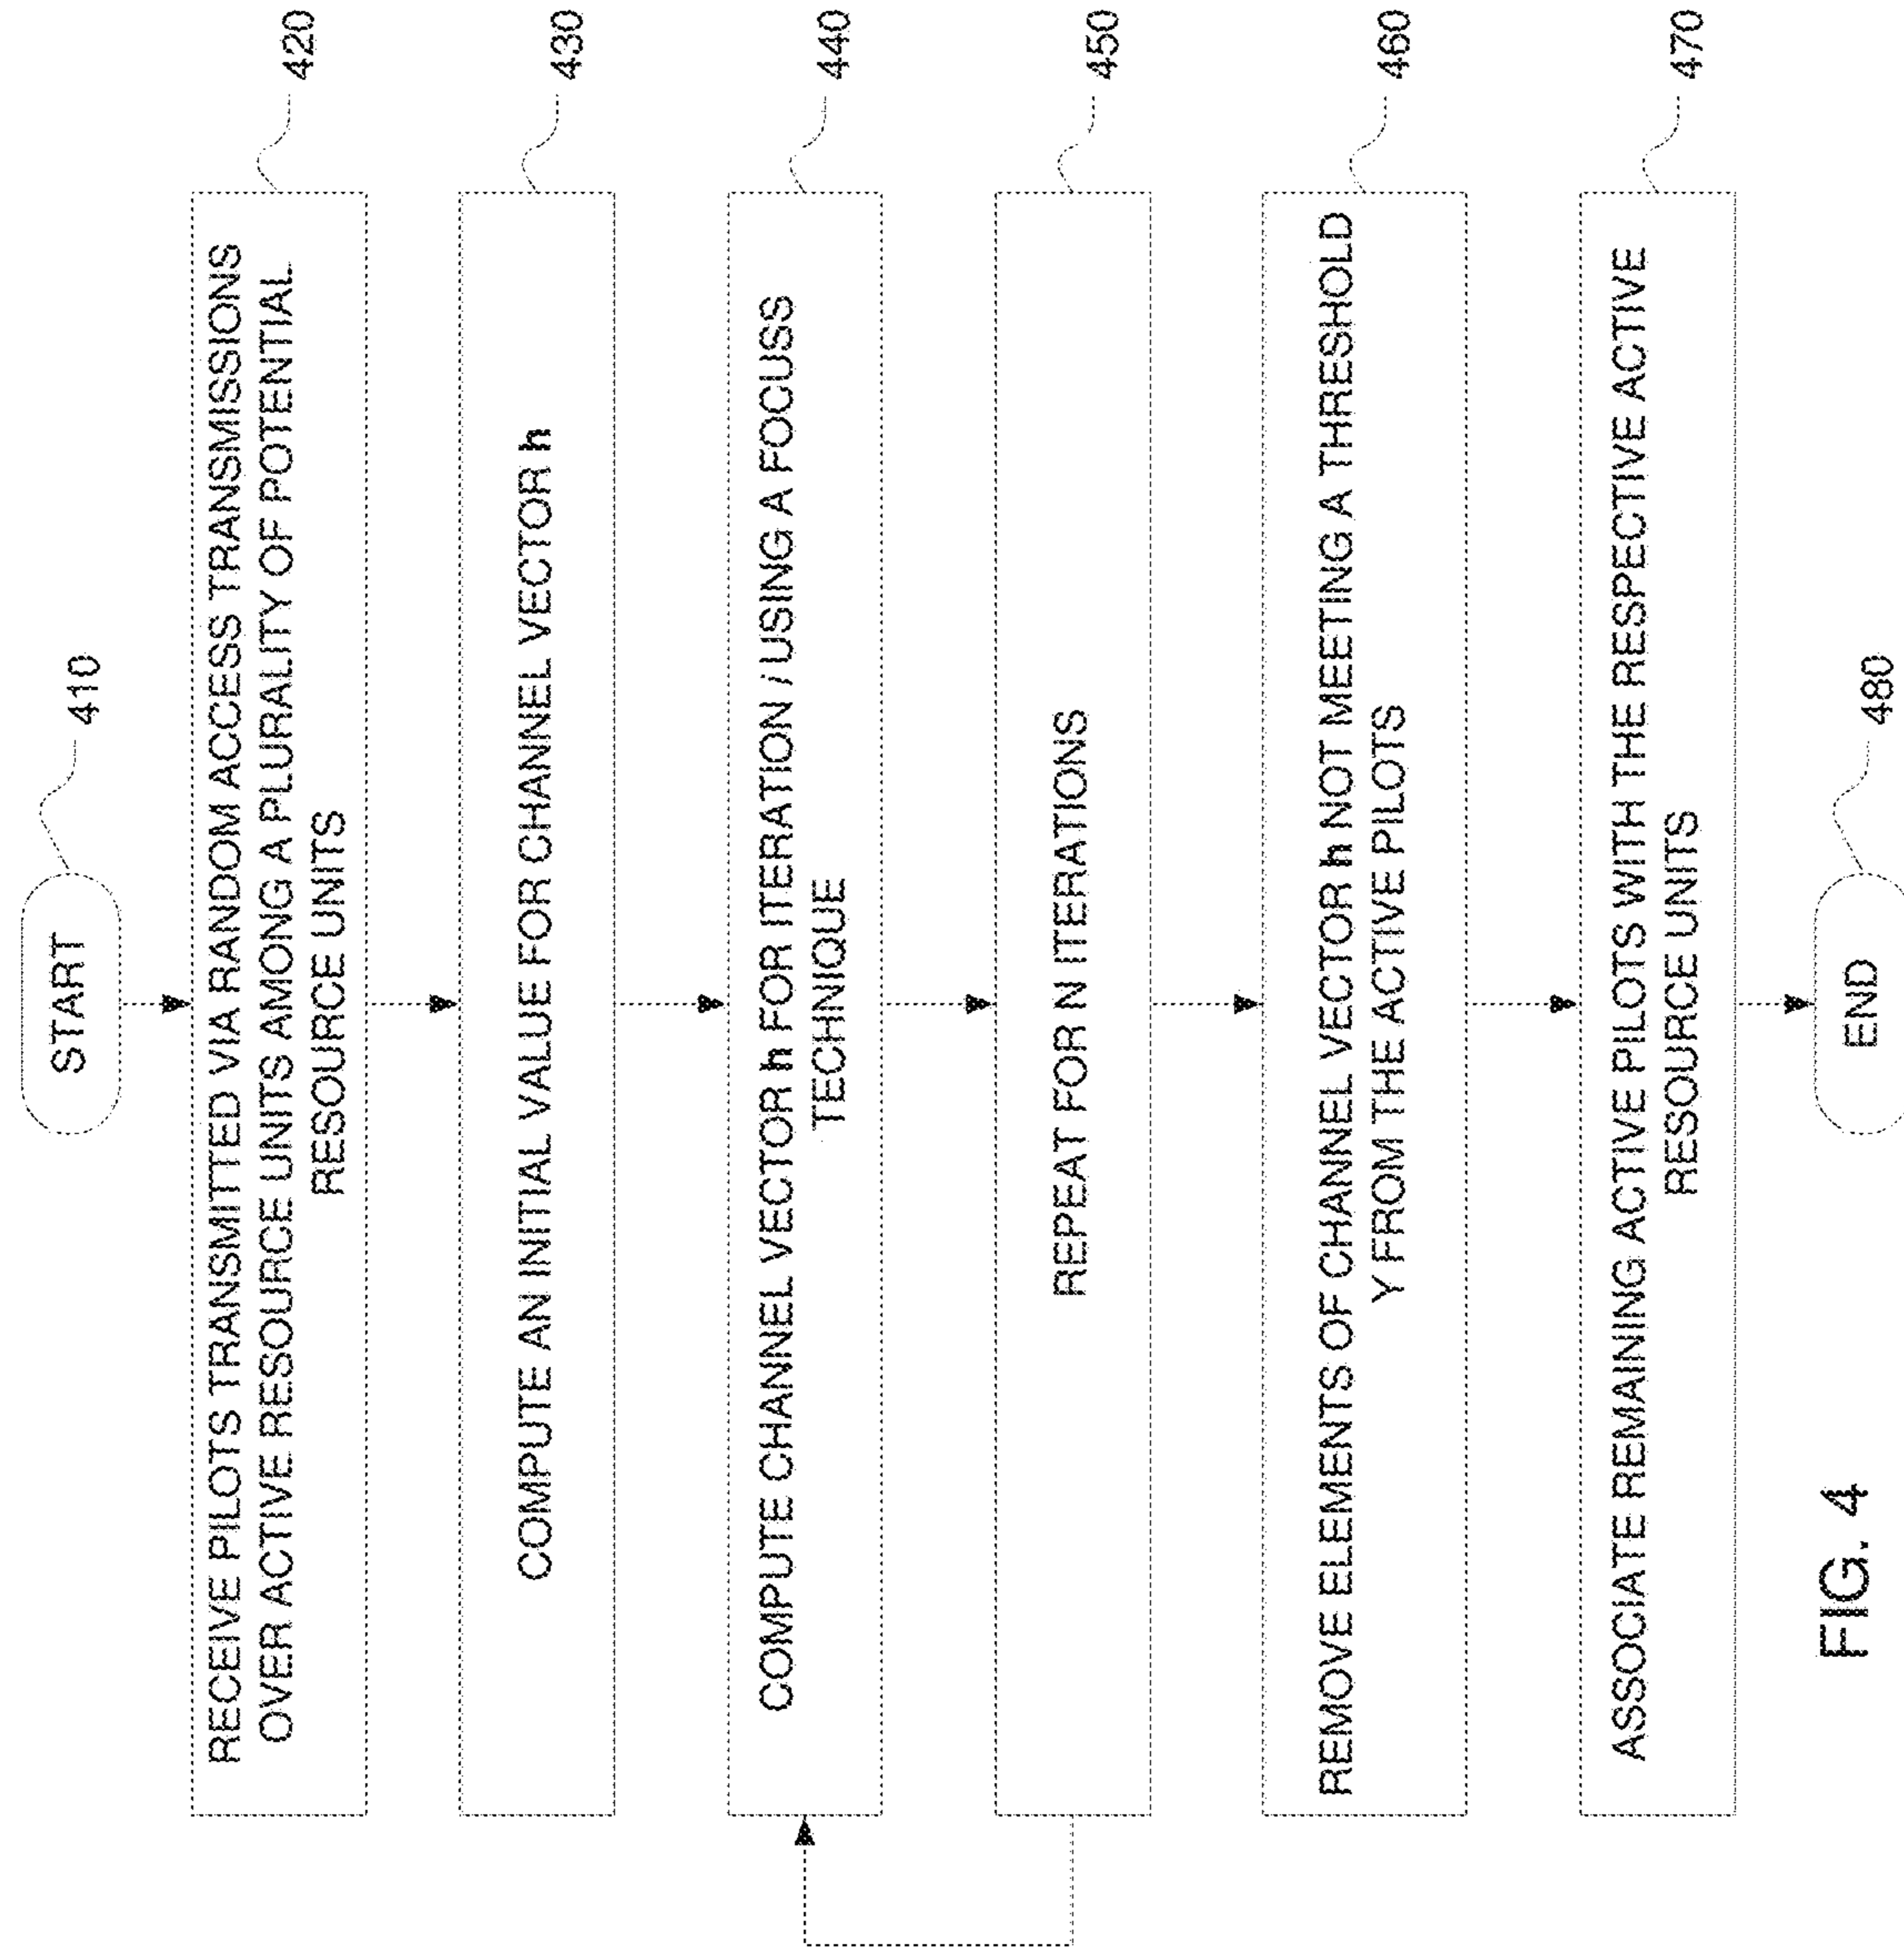 START
410
RECEIVE PILOTS TRANSMITTED VIA RANDOM ACCESS TRANSMISSIONS
OVER ACTIVE RESOURCE UNITS AMONG A PLURALITY OF POTENTIAL
RESOURCE UNITS
420
COMPUTE AN INITIAL VALUE FOR CHANNEL VECTOR h
430
COMPUTE CHANNEL VECTOR h FOR ITERATION i USING A FOCUSS
TECHNIQUE
440
REPEAT FOR N ITERATIONS
450
REMOVE ELEMENTS OF CHANNEL VECTOR h NOT MEETING A THRESHOLD
Y FROM THE ACTIVE PILOTS
460
ASSOCIATE REMAINING ACTIVE PILOTS WITH THE RESPECTIVE ACTIVE
RESOURCE UNITS
470
END
480
FIG. 4